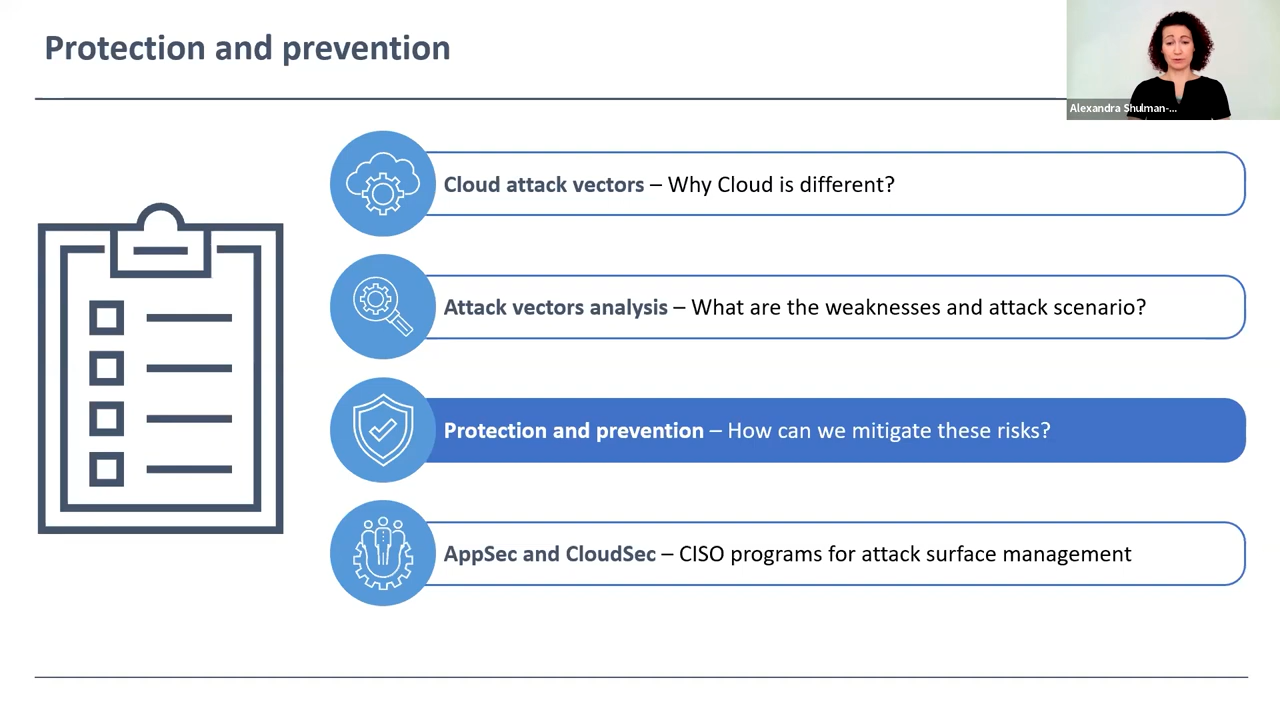 Protection and prevention
Alexandra Shulman-...
Cloud attack vectors – Why Cloud is different?
Attack vectors analysis – What are the weaknesses and attack scenario?
Protection and prevention – How can we mitigate these risks?
AppSec and CloudSec – CISO programs for attack surface management